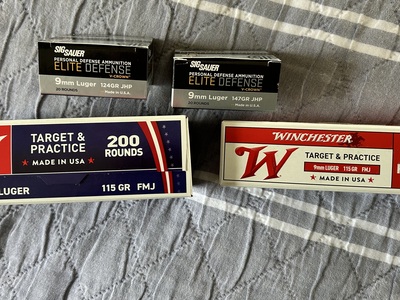 SIG SAUER
PERSONAL DEFENSE AMMUNITION
ELITE DEFENSE
V-CROWN
9mm Luger 124GR JHP
20 ROUNDS
Made in U.S.A.
SIG SAUER
PERSONAL DEFENSE AMMUNITION
ELITE DEFENSE
V-CROWN
9mm Luger 147GR JHP
20 ROUNDS
Made in U.S.A.
TARGET &
PRACTICE
★ MADE IN USA ★
200
ROUNDS
LUGER 115 GR FMJ
WINCHESTER
W
TARGET & PRACTICE
9mm LUGER 115 GR FMJ
★ MADE IN USA ★